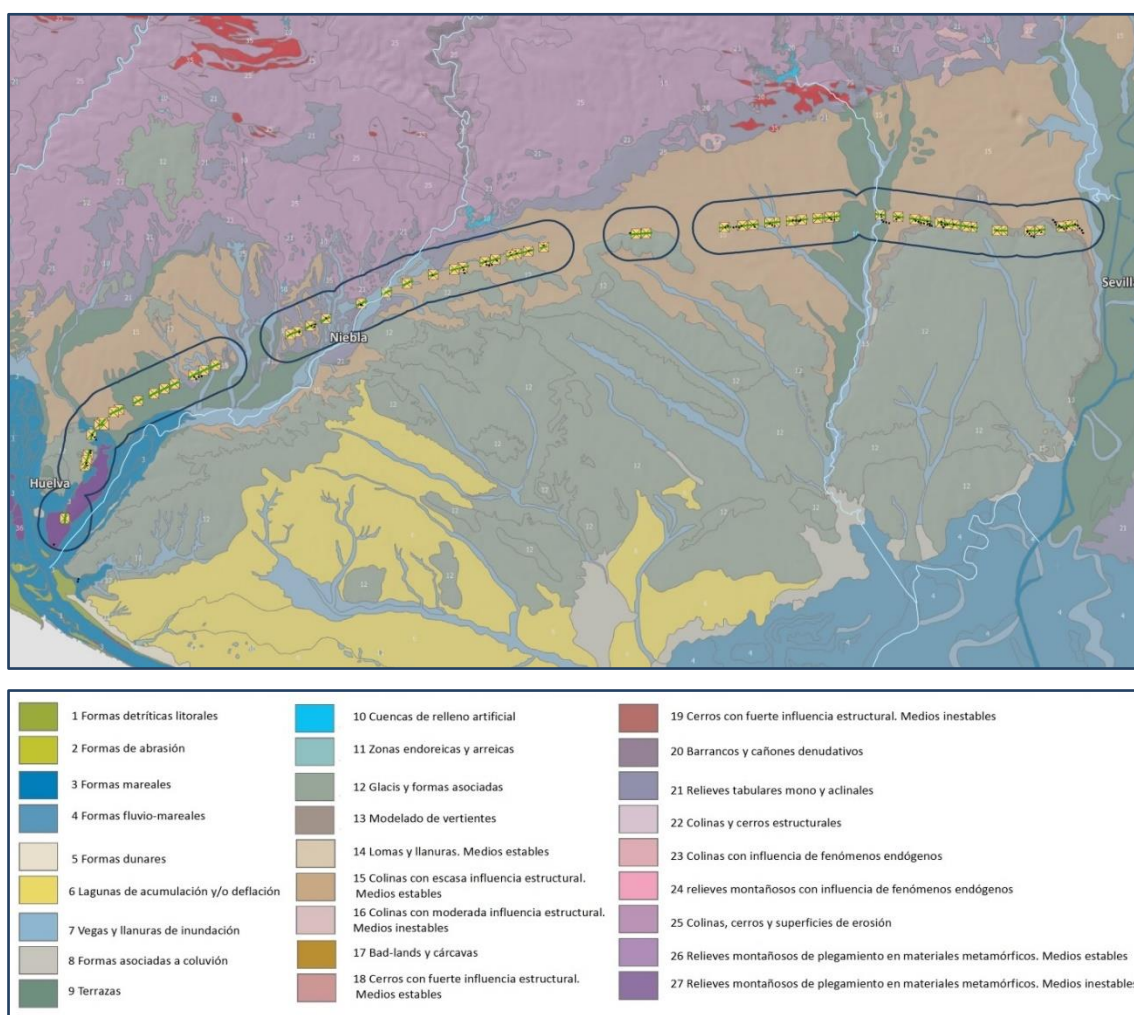 Niebla
Sevill
Huelva
1 Formas detríticas litorales
2 Formas de abrasión
3 Formas mareales
4 Formas fluvio-mareales
5 Formas dunares
6 Lagunas de acumulación y/o deflación
7 Vegas y llanuras de inundación
8 Formas asociadas a coluvión
9 Terrazas
10 Cuencas de relleno artificial
11 Zonas endoreicas y arreicas
12 Glacis y formas asociadas
13 Modelado de vertientes
14 Lomas y llanuras. Medios estables
15 Colinas con escasa influencia estructural.
Medios estables
16 Colinas con moderada influencia estructural.
Medios inestables
17 Bad-lands y cárcavas
18 Cerros con fuerte influencia estructural.
Medios estables
19 Cerros con fuerte influencia estructural. Medios inestables
20 Barrancos y cañones denudativos
21 Relieves tabulares mono y aclinales
22 Colinas y cerros estructurales
23 Colinas con influencia de fenómenos endógenos
24 relieves montañosos con influencia de fenómenos endógenos
25 Colinas, cerros y superficies de erosión
26 Relieves montañosos de plegamiento en materiales metamórficos. Medios estables
27 Relieves montañosos de plegamiento en materiales metamórficos. Medios inestables